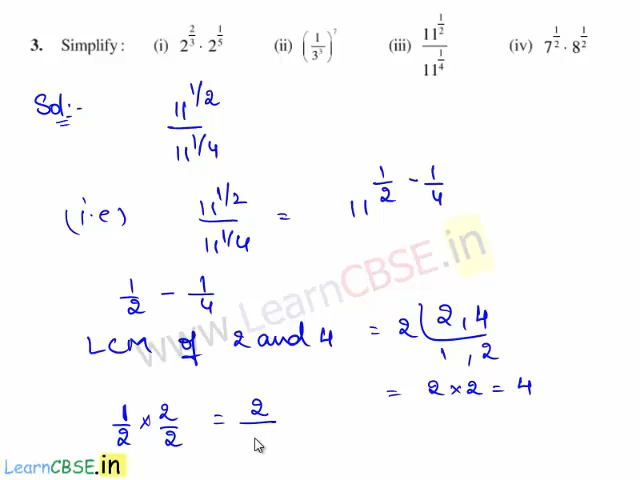 3. Simplify : (i) 2^(2/3) · 2^(1/5) (ii) (1/3³)⁷ (iii) 11^(1/2) / 11^(1/4) (iv) 7^(1/2) · 8^(1/2)
Sol:- 11^(1/2) / 11^(1/4)
(i.e) 11^(1/2) / 11^(1/4) = 11^(1/2 - 1/4)
1/2 - 1/4
LCM of 2 and 4 = 2 | 2, 4
1, 2
= 2 × 2 = 4
1/2 × 2/2 = 2/
www.LearnCBSE.in
LearnCBSE.in